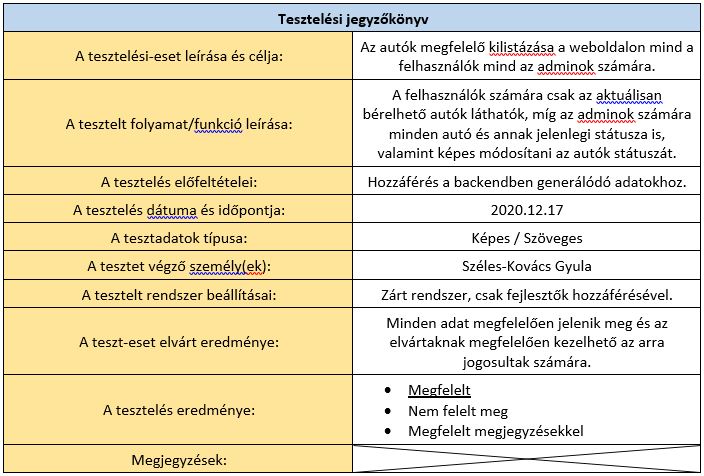 Tesztelési jegyzőkönyv
A tesztelési-eset leírása és célja:
Az autók megfelelő kilistázása a weboldalon mind a
felhasználók mind az adminok számára.
A tesztelt folyamat/funkció leírása:
A felhasználók számára csak az aktuálisan
bérelhető autók láthatók, míg az adminok számára
minden autó és annak jelenlegi státusza is,
valamint képes módosítani az autók státuszát.
A tesztelés előfeltételei:
Hozzáférés a backendben generálódó adatokhoz.
A tesztelés dátuma és időpontja:
2020.12.17
A tesztadatok típusa:
Képes / Szöveges
A tesztet végző személy(ek):
Széles-Kovács Gyula
A tesztelt rendszer beállításai:
Zárt rendszer, csak fejlesztők hozzáférésével.
A teszt-eset elvárt eredménye:
Minden adat megfelelően jelenik meg és az
elvártaknak megfelelően kezelhető az arra
jogosultak számára.
A tesztelés eredménye:
• Megfelelt
• Nem felelt meg
• Megfelelt megjegyzésekkel
Megjegyzések: